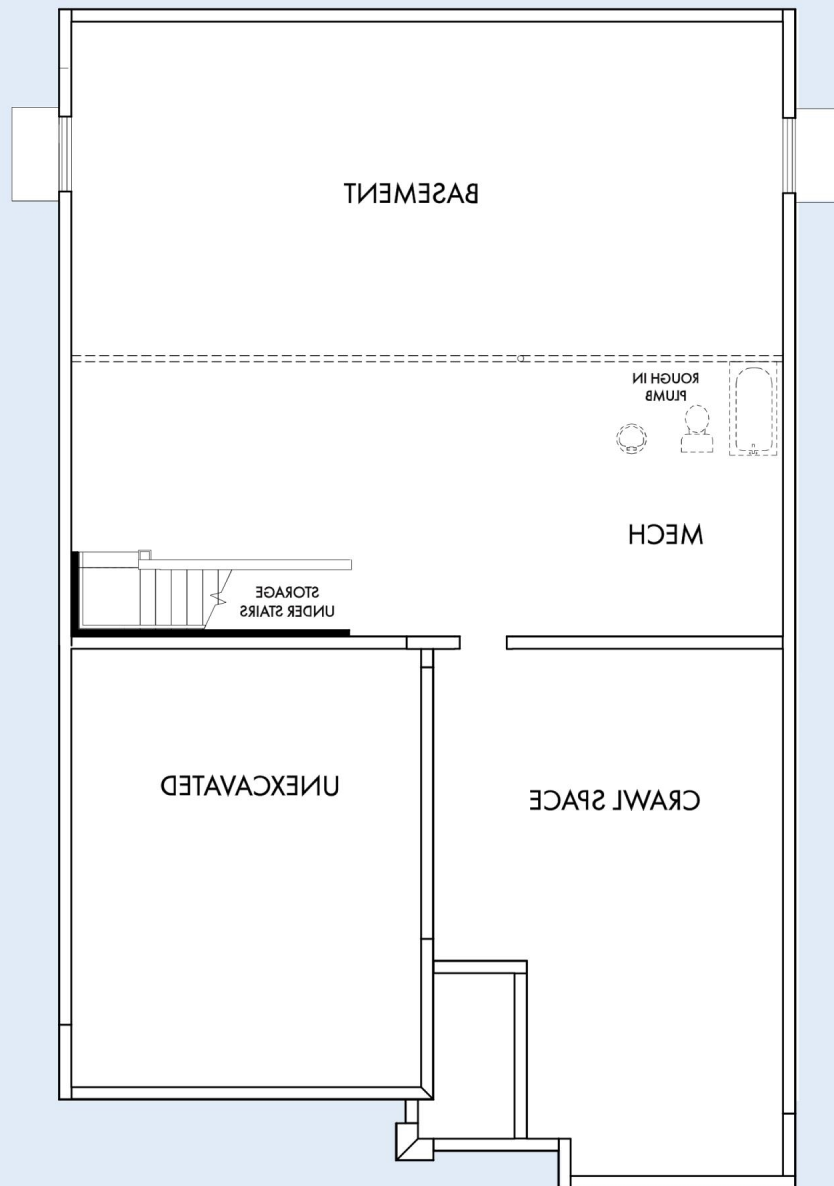 BASEMENT
ROUGH IN
PLUMB
MECH
STORAGE
UNDER STAIRS
UNEXCAVATED
CRAWL SPACE